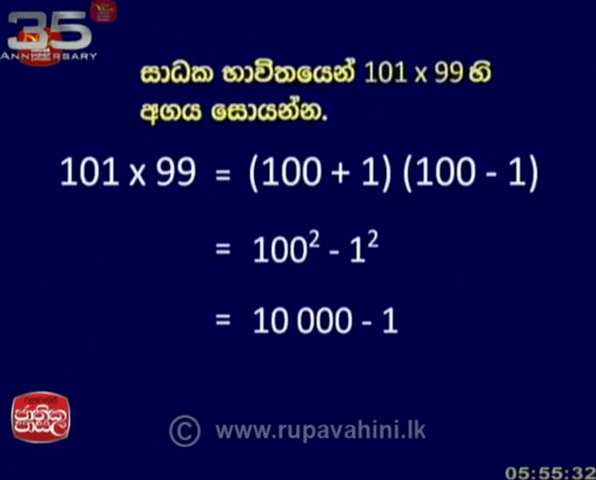 35
ANNIVERSARY
සාධක භාවිතයෙන් 101 x 99 හි
අගය සොයන්න.
101 x 99 = (100 + 1) (100 - 1)
= 100² - 1²
= 10 000 - 1
ජාතික
පාසල
© www.rupavahini.lk
05:55:32